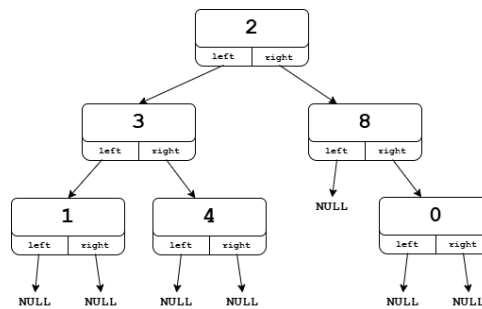 2
left right
3 8
left right left right
1 4 NULL 0
left right left right left right
NULL NULL NULL NULL NULL NULL